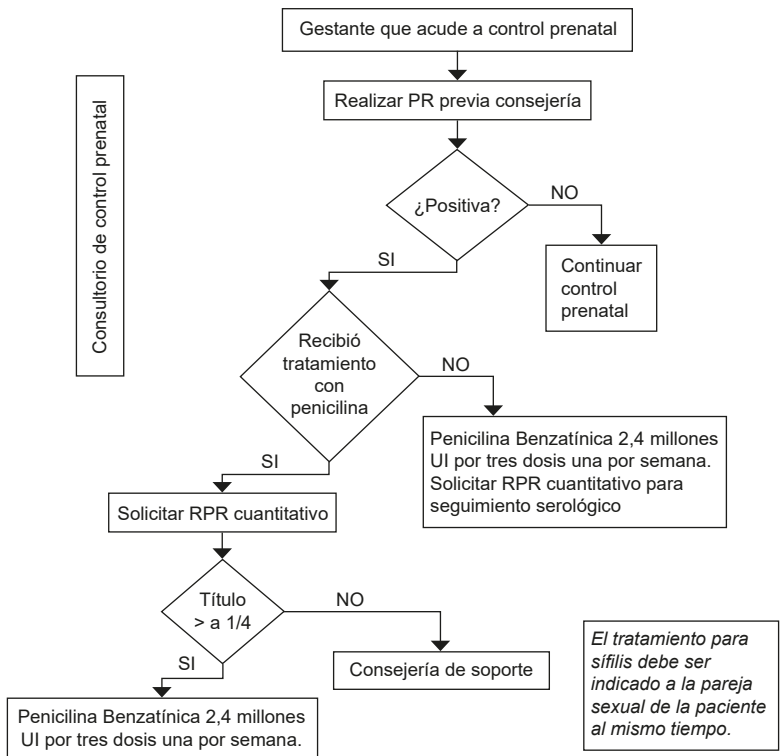 Gestante que acude a control prenatal
Consultorio de control prenatal
Realizar PR previa consejería
¿Positiva?
NO
SI
Continuar
control
prenatal
Recibió
tratamiento
con
penicilina
NO
SI
Penicilina Benzatínica 2,4 millones
UI por tres dosis una por semana.
Solicitar RPR cuantitativo para
seguimiento serológico
Solicitar RPR cuantitativo
Título
> a 1/4
NO
SI
Consejería de soporte
Penicilina Benzatínica 2,4 millones
UI por tres dosis una por semana.
El tratamiento para
sífilis debe ser
indicado a la pareja
sexual de la paciente
al mismo tiempo.